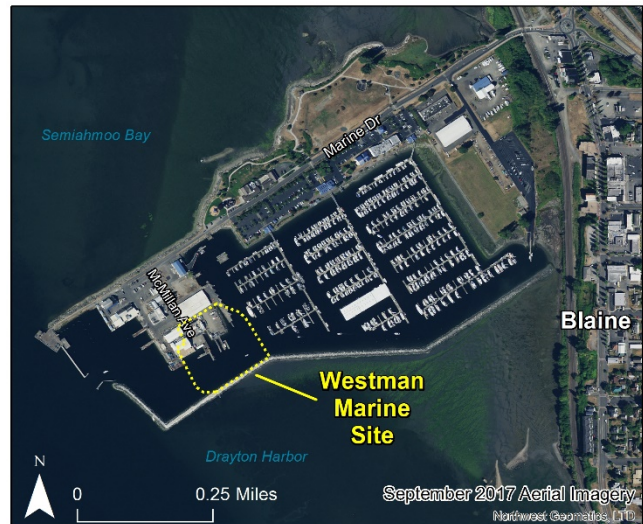 Semiahmoo Bay
Marine Dr
McMillan Ave
Blaine
Westman
Marine
Site
Drayton Harbor
N
0 0.25 Miles
September 2017 Aerial Imagery
Northwest Geomatics, LTD